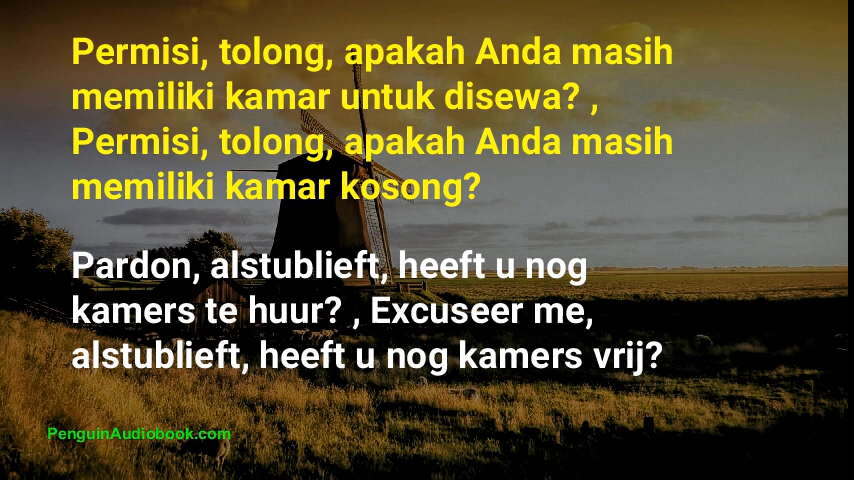 Permisi, tolong, apakah Anda masih
memiliki kamar untuk disewa? ,
Permisi, tolong, apakah Anda masih
memiliki kamar kosong?
Pardon, alstublieft, heeft u nog
kamers te huur? , Excuseer me,
alstublieft, heeft u nog kamers vrij?
PenguinAudiobook.com